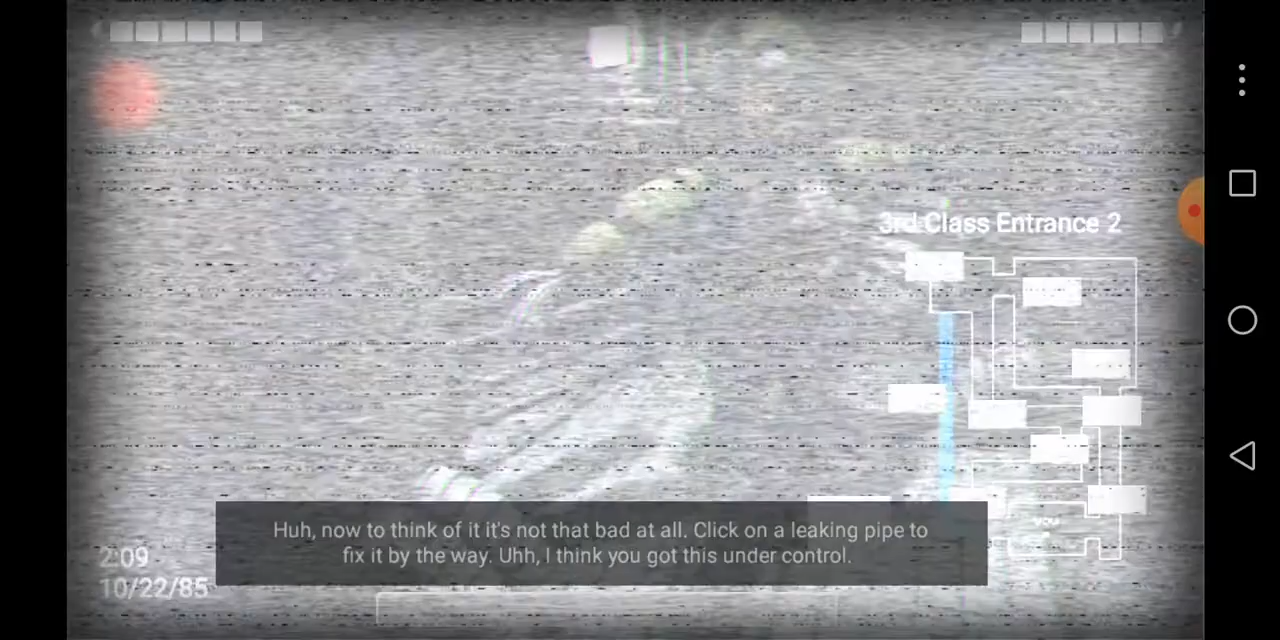 3rd Class Entrance 2
you
Huh, now to think of it it's not that bad at all. Click on a leaking pipe to
fix it by the way. Uhh, I think you got this under control.
2:09
10/22/85